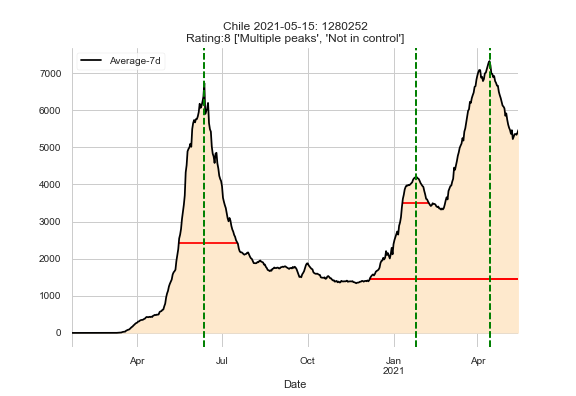 Chile 2021-05-15: 1280252
Rating:8 ['Multiple peaks', 'Not in control']
Average-7d
7000
6000
5000
4000
3000
2000
1000
0
Apr Jul Oct Jan Apr
2021
Date